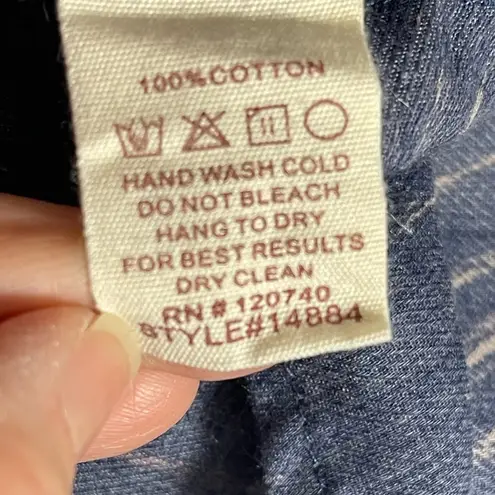 100%COTTON
HAND WASH COLD
DO NOT BLEACH
HANG TO DRY
FOR BEST RESULTS
DRY CLEAN
RN # 120740
STYLE#14884